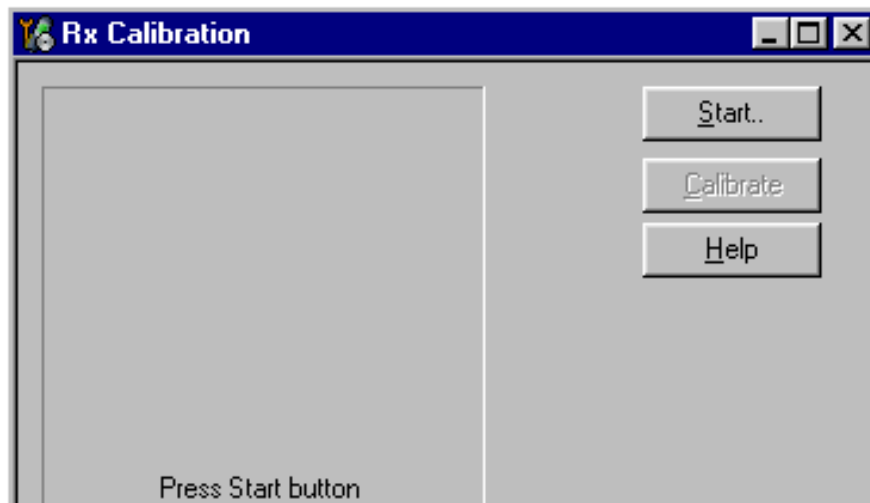 Rx Calibration
Start..
Calibrate
Help
Press Start button